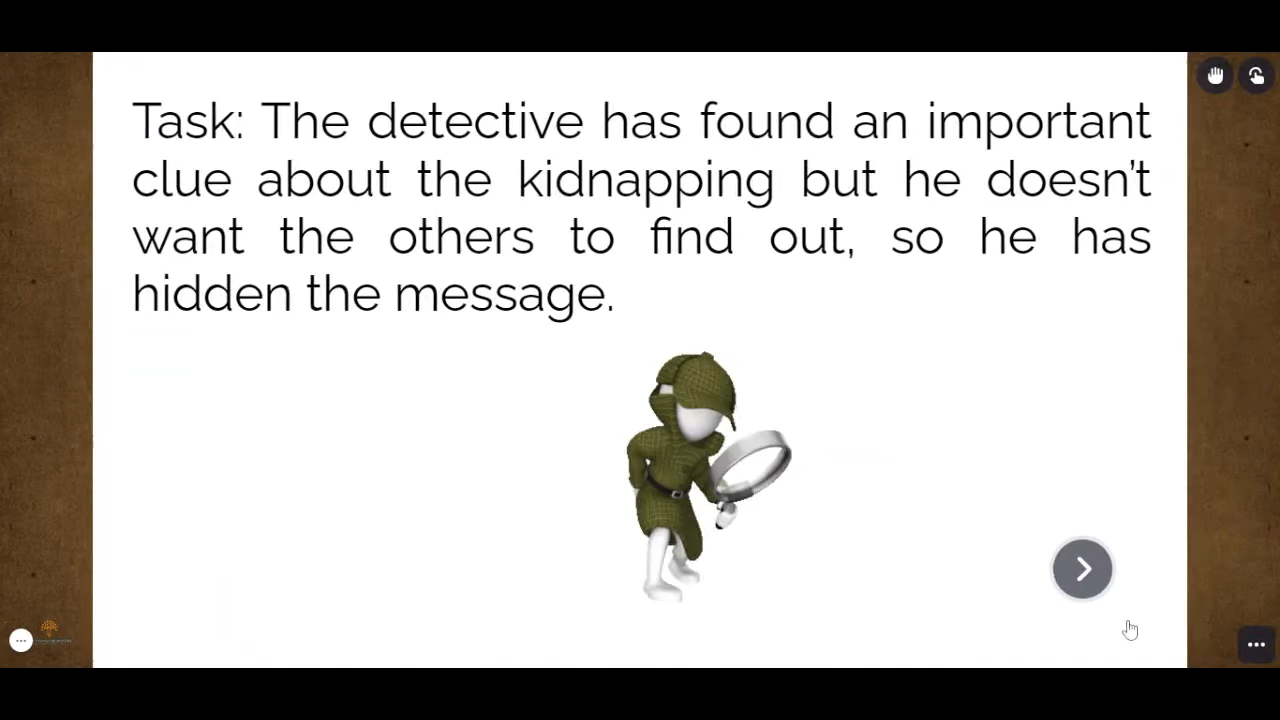 Task: The detective has found an important
clue about the kidnapping but he doesn't
want the others to find out, so he has
hidden the message.